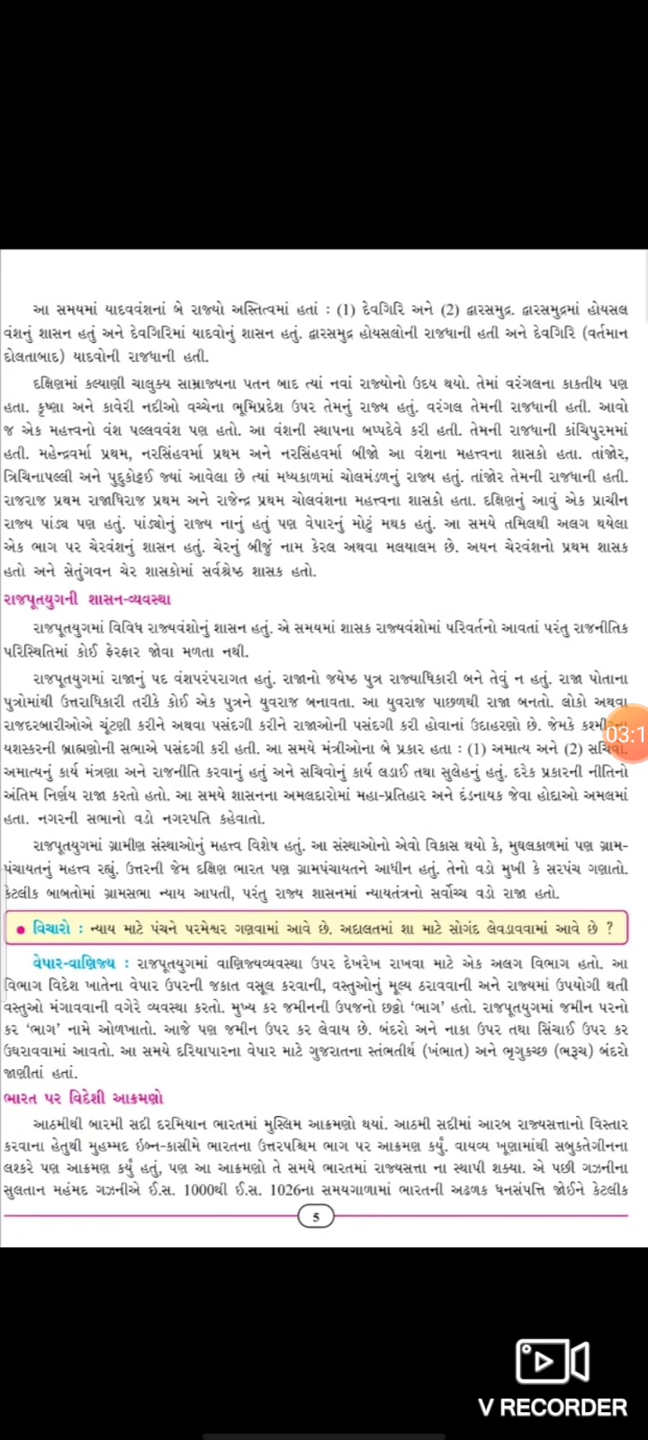 આ સમયમાં યાદવવંશનાં બે રાજ્યો અસ્તિત્વમાં હતાં : (1) દેવગિરિ અને (2) દ્વારસમુદ્ર. દ્વારસમુદ્રમાં હોયસલ
વંશનું શાસન હતું અને દેવગિરિમાં યાદવોનું શાસન હતું. દ્વારસમુદ્ર હોયસલોની રાજધાની હતી અને દેવગિરિ (વર્તમાન
દોલતાબાદ) યાદવોની રાજધાની હતી.
દક્ષિણમાં કલ્યાણી ચાલુક્ય સામ્રાજ્યના પતન બાદ ત્યાં નવાં રાજ્યોનો ઉદય થયો. તેમાં વરંગલના કાકતીય પણ
હતા. કૃષ્ણા અને કાવેરી નદીઓ વચ્ચેના ભૂમિપ્રદેશ ઉપર તેમનું રાજ્ય હતું. વરંગલ તેમની રાજધાની હતી. આવો
જ એક મહત્ત્વનો વંશ પલ્લવવંશ પણ હતો. આ વંશની સ્થાપના બપ્પદેવે કરી હતી. તેમની રાજધાની કાંચિપુરમમાં
હતી. મહેન્દ્રવર્મા પ્રથમ, નરસિંહવર્મા પ્રથમ અને નરસિંહવર્મા બીજો આ વંશના મહત્ત્વના શાસકો હતા. તાંજોર,
ત્રિચિનાપલ્લી અને પુદુકોટ્ટઈ જ્યાં આવેલા છે ત્યાં મધ્યકાળમાં ચોલમંડળનું રાજ્ય હતું. તાંજોર તેમની રાજધાની હતી.
રાજરાજ પ્રથમ રાજાધિરાજ પ્રથમ અને રાજેન્દ્ર પ્રથમ ચોલવંશના મહત્ત્વના શાસકો હતા. દક્ષિણનું આવું એક પ્રાચીન
રાજ્ય પાંડ્ય પણ હતું. પાંડ્યોનું રાજ્ય નાનું હતું પણ વેપારનું મોટું મથક હતું. આ સમયે તમિલથી અલગ થયેલા
એક ભાગ પર ચેરવંશનું શાસન હતું. ચેરનું બીજું નામ કેરલ અથવા મલયાલમ છે. અયન ચેરવંશનો પ્રથમ શાસક
હતો અને સેતુંગવન ચેર શાસકોમાં સર્વશ્રેષ્ઠ શાસક હતો.
રાજપૂતયુગની શાસન-વ્યવસ્થા
રાજપૂતયુગમાં વિવિધ રાજ્યવંશોનું શાસન હતું. એ સમયમાં શાસક રાજ્યવંશોમાં પરિવર્તનો આવતાં પરંતુ રાજનીતિક
પરિસ્થિતિમાં કોઈ ફેરફાર જોવા મળતા નથી.
રાજપૂતયુગમાં રાજાનું પદ વંશપરંપરાગત હતું. રાજાનો જયેષ્ઠ પુત્ર રાજ્યાધિકારી બને તેવું ન હતું. રાજા પોતાના
પુત્રોમાંથી ઉત્તરાધિકારી તરીકે કોઈ એક પુત્રને યુવરાજ બનાવતા. આ યુવરાજ પાછળથી રાજા બનતો. લોકો અથવા
રાજદરબારીઓએ ચૂંટણી કરીને અથવા પસંદગી કરીને રાજાઓની પસંદગી કરી હોવાનાં ઉદાહરણો છે. જેમકે કશ્મીરના
યશસ્કરની બ્રાહ્મણોની સભાએ પસંદગી કરી હતી. આ સમયે મંત્રીઓના બે પ્રકાર હતા : (1) અમાત્ય અને (2) સચિવો.
અમાત્યનું કાર્ય મંત્રણા અને રાજનીતિ કરવાનું હતું અને સચિવોનું કાર્ય લડાઈ તથા સુલેહનું હતું. દરેક પ્રકારની નીતિનો
અંતિમ નિર્ણય રાજા કરતો હતો. આ સમયે શાસનના અમલદારોમાં મહા-પ્રતિહાર અને દંડનાયક જેવા હોદાઓ અમલમાં
હતા. નગરની સભાનો વડો નગરપતિ કહેવાતો.
રાજપૂતયુગમાં ગ્રામીણ સંસ્થાઓનું મહત્ત્વ વિશેષ હતું. આ સંસ્થાઓનો એવો વિકાસ થયો કે, મુઘલકાળમાં પણ ગ્રામ-
પંચાયતનું મહત્ત્વ રહ્યું. ઉત્તરની જેમ દક્ષિણ ભારત પણ ગ્રામપંચાયતને આધીન હતું. તેનો વડો મુખી કે સરપંચ ગણાતો.
કેટલીક બાબતોમાં ગ્રામસભા ન્યાય આપતી, પરંતુ રાજ્ય શાસનમાં ન્યાયતંત્રનો સર્વોચ્ચ વડો રાજા હતો.
● વિચારો : ન્યાય માટે પંચને પરમેશ્વર ગણવામાં આવે છે. અદાલતમાં શા માટે સોગંદ લેવડાવવામાં આવે છે ?
વેપાર-વાણિજ્ય : રાજપૂતયુગમાં વાણિજ્યવ્યવસ્થા ઉપર દેખરેખ રાખવા માટે એક અલગ વિભાગ હતો. આ
વિભાગ વિદેશ ખાતેના વેપાર ઉપરની જકાત વસૂલ કરવાની, વસ્તુઓનું મૂલ્ય ઠરાવવાની અને રાજ્યમાં ઉપયોગી થતી
વસ્તુઓ મંગાવવાની વગેરે વ્યવસ્થા કરતો. મુખ્ય કર જમીનની ઉપજનો છઠ્ઠો 'ભાગ' હતો. રાજપૂતયુગમાં જમીન પરનો
કર 'ભાગ' નામે ઓળખાતો. આજે પણ જમીન ઉપર કર લેવાય છે. બંદરો અને નાકા ઉપર તથા સિંચાઈ ઉપર કર
ઉઘરાવવામાં આવતો. આ સમયે દરિયાપારના વેપાર માટે ગુજરાતના સ્તંભતીર્થ (ખંભાત) અને ભૃગુકચ્છ (ભરૂચ) બંદરો
જાણીતાં હતાં.
ભારત પર વિદેશી આક્રમણો
આઠમીથી બારમી સદી દરમિયાન ભારતમાં મુસ્લિમ આક્રમણો થયાં. આઠમી સદીમાં આરબ રાજ્યસત્તાનો વિસ્તાર
કરવાના હેતુથી મુહમ્મદ ઇબ્ન-કાસીમે ભારતના ઉત્તરપશ્ચિમ ભાગ પર આક્રમણ કર્યું. વાયવ્ય ખૂણામાંથી સબુક્તેગીનના
લશ્કરે પણ આક્રમણ કર્યું હતું, પણ આ આક્રમણો તે સમયે ભારતમાં રાજ્યસત્તા ના સ્થાપી શક્યા. એ પછી ગઝનીના
સુલતાન મહંમદ ગઝનીએ ઈ.સ. 1000થી ઈ.સ. 1026ના સમયગાળામાં ભારતની અઢળક ધનસંપત્તિ જોઈને કેટલીક
5
03:1
V RECORDER